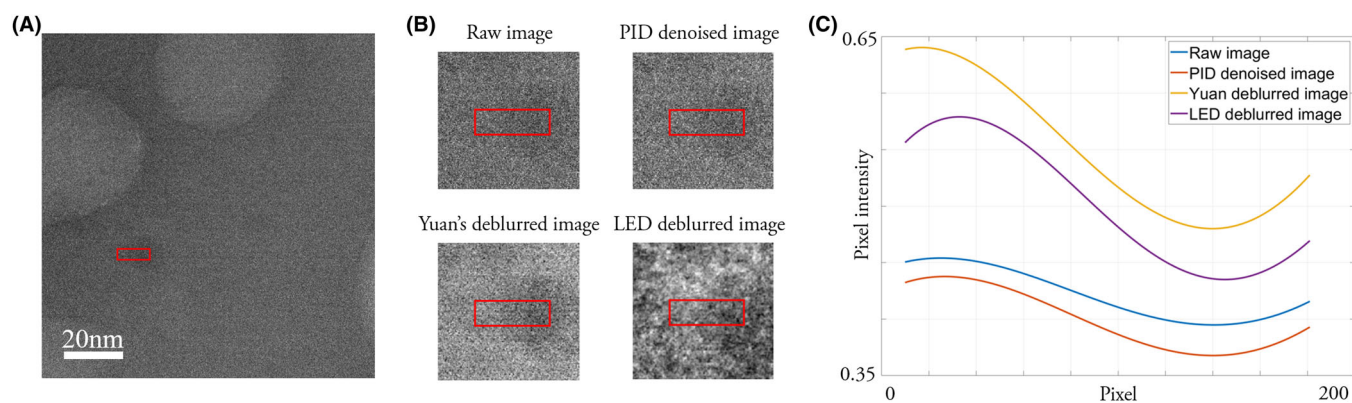 (A)
20nm
(B)
Raw image
PID denoised image
Yuan's deblurred image
LED deblurred image
(C)
0.65
Raw image
PID denoised image
Yuan deblurred image
LED deblurred image
Pixel intensity
0.35
0
Pixel
200